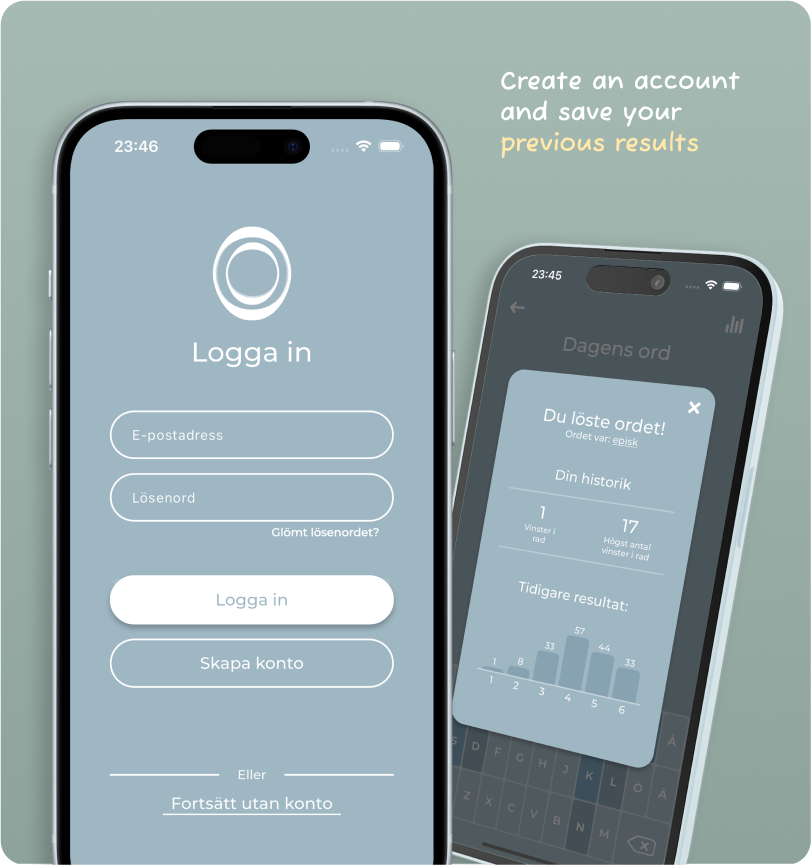 Create an account
and save your
previous results
23:46
Logga in
E-postadress
Lösenord
Glömt lösenordet?
Logga in
Skapa konto
Eller
Fortsätt utan konto
23:45
Dagens ord
Du löste ordet!
Ordet var: episk
Din historik
1
Vinster i
rad
17
Högst antal
vinster i rad
Tidigare resultat:
1 8 33 57 44 33
1 2 3 4 5 6
Å
S D F G H J K L Ö Ä
Z X C V B N M